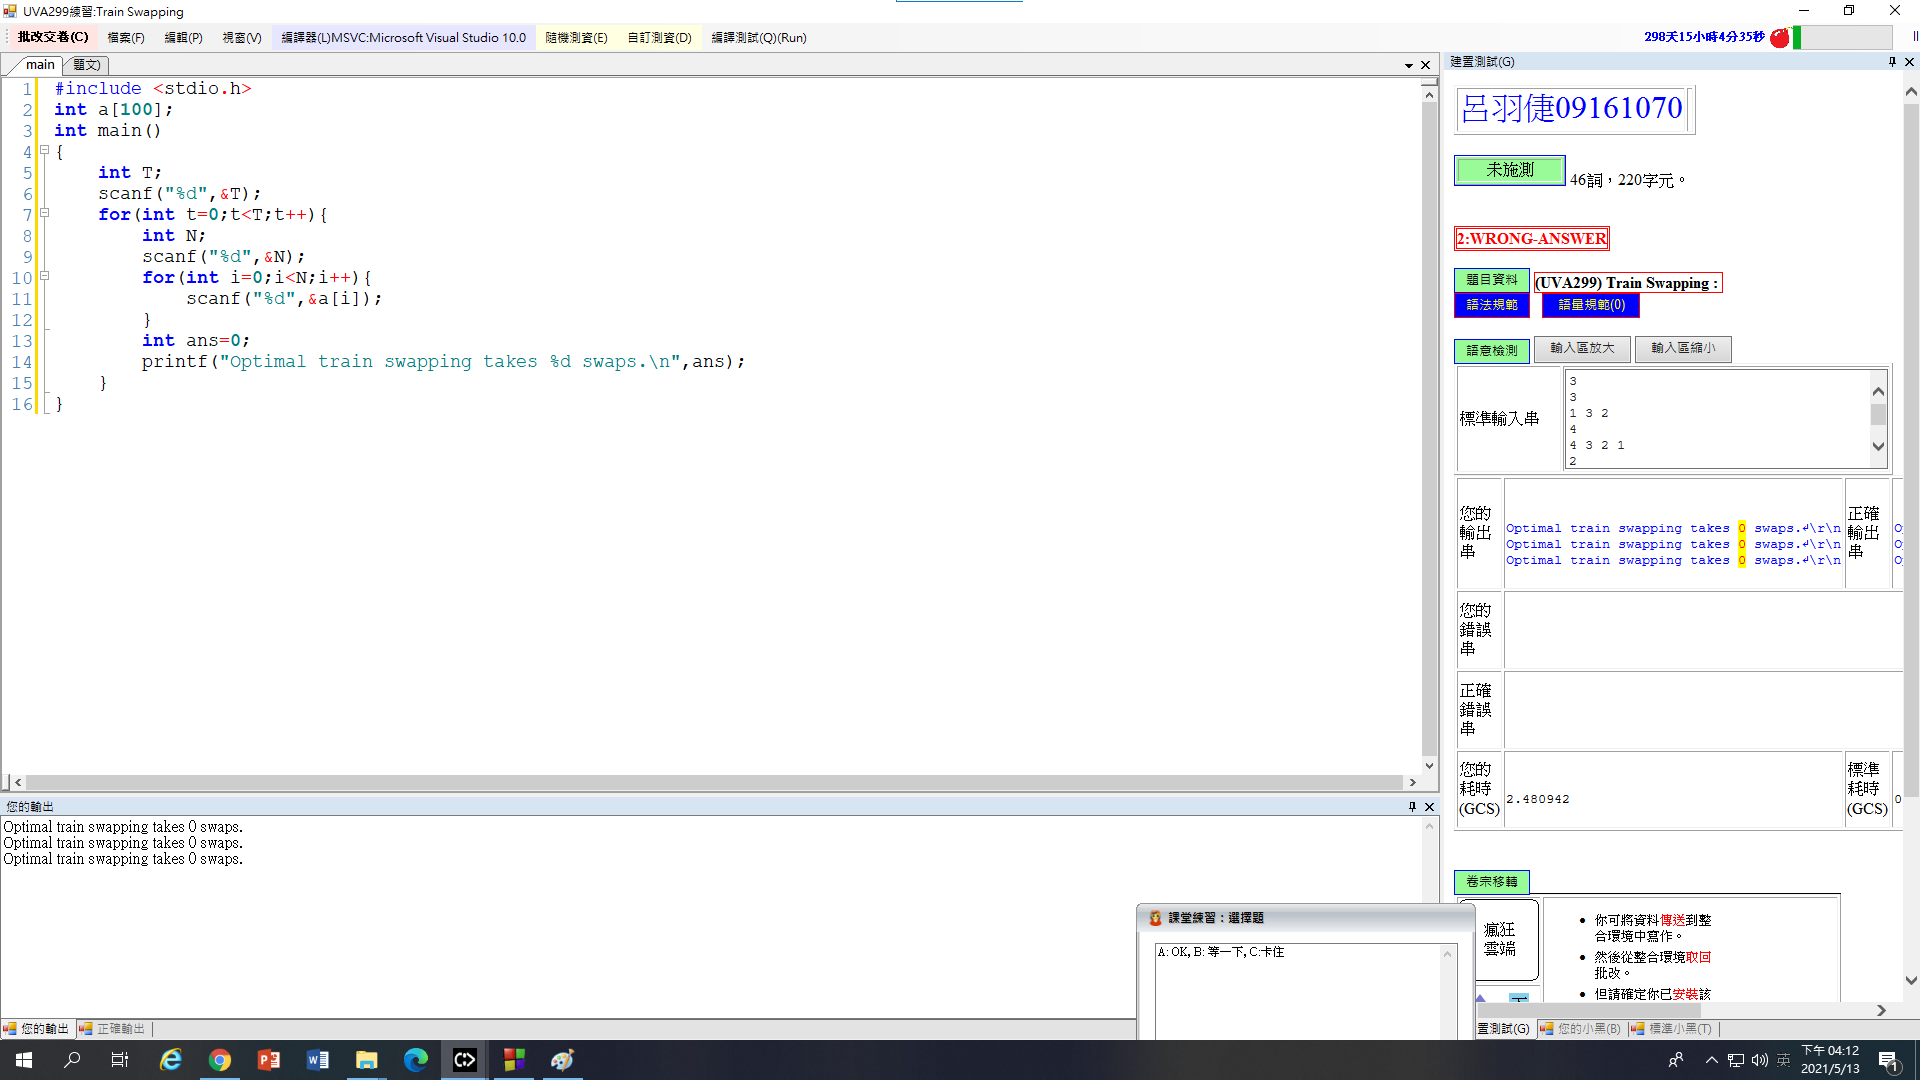 UVA299練習:Train Swapping
批改交卷(C) 檔案(F) 編輯(P) 視窗(V) 編譯器(L)MSVC:Microsoft Visual Studio 10.0 隨機測資(E) 自訂測資(D) 編譯測試(Q)(Run)
298天15小時4分35秒
main 題文)
1 #include <stdio.h>
2 int a[100];
3 int main()
4 {
5 int T;
6 scanf("%d",&T);
7 for(int t=0;t<T;t++){
8 int N;
9 scanf("%d",&N);
10 for(int i=0;i<N;i++){
11 scanf("%d",&a[i]);
12 }
13 int ans=0;
14 printf("Optimal train swapping takes %d swaps.\n",ans);
15 }
16 }
您的輸出
Optimal train swapping takes 0 swaps.
Optimal train swapping takes 0 swaps.
Optimal train swapping takes 0 swaps.
您的輸出 正確輸出
建置測試(G)
呂羽倢09161070
未施測 46詞，220字元。
2:WRONG-ANSWER
題目資料 (UVA299) Train Swapping :
語法規範 語量規範(0)
語意檢測 輸入區放大 輸入區縮小
標準輸入串
3
3
1 3 2
4
4 3 2 1
2
您的
輸出
串
Optimal train swapping takes 0 swaps.↲\r\n
Optimal train swapping takes 0 swaps.↲\r\n
Optimal train swapping takes 0 swaps.↲\r\n
正確
輸出
串
您的
錯誤
串
正確
錯誤
串
您的
耗時
(GCS)
2.480942
標準
耗時
(GCS)
0
卷宗移轉
瘋狂
雲端
你可將資料傳送到整
合環境中寫作。
然後從整合環境取回
批改。
但請確定你已安裝該
課堂練習：選擇題
A: OK, B: 等一下, C:卡住
置測試(G) 您的小黑(B) 標準小黑(T)
英
下午 04:12
2021/5/13
1